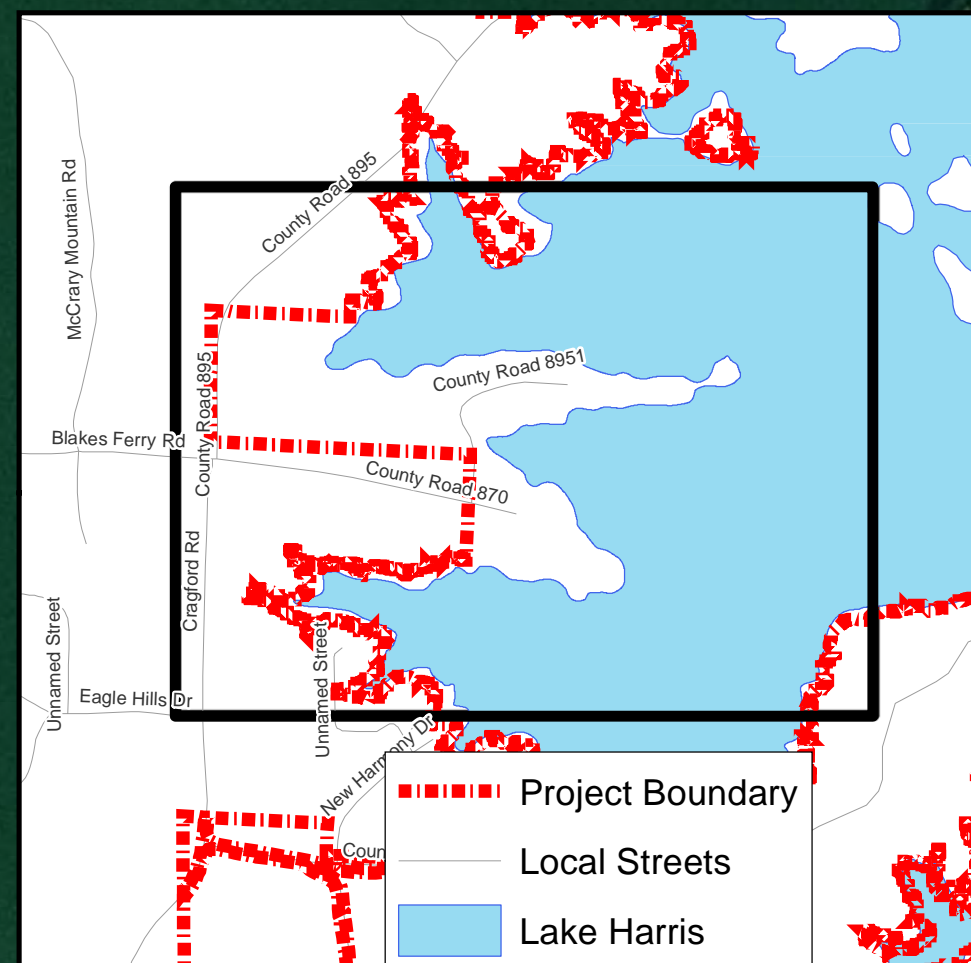 County Road 895
McCrary Mountain Rd
County Road 8951
County Road 895
Blakes Ferry Rd
County Road 870
Cragford Rd
Unnamed Street
Unnamed Street
Eagle Hills Dr
New Harmony Dr
Coun
Project Boundary
Local Streets
Lake Harris